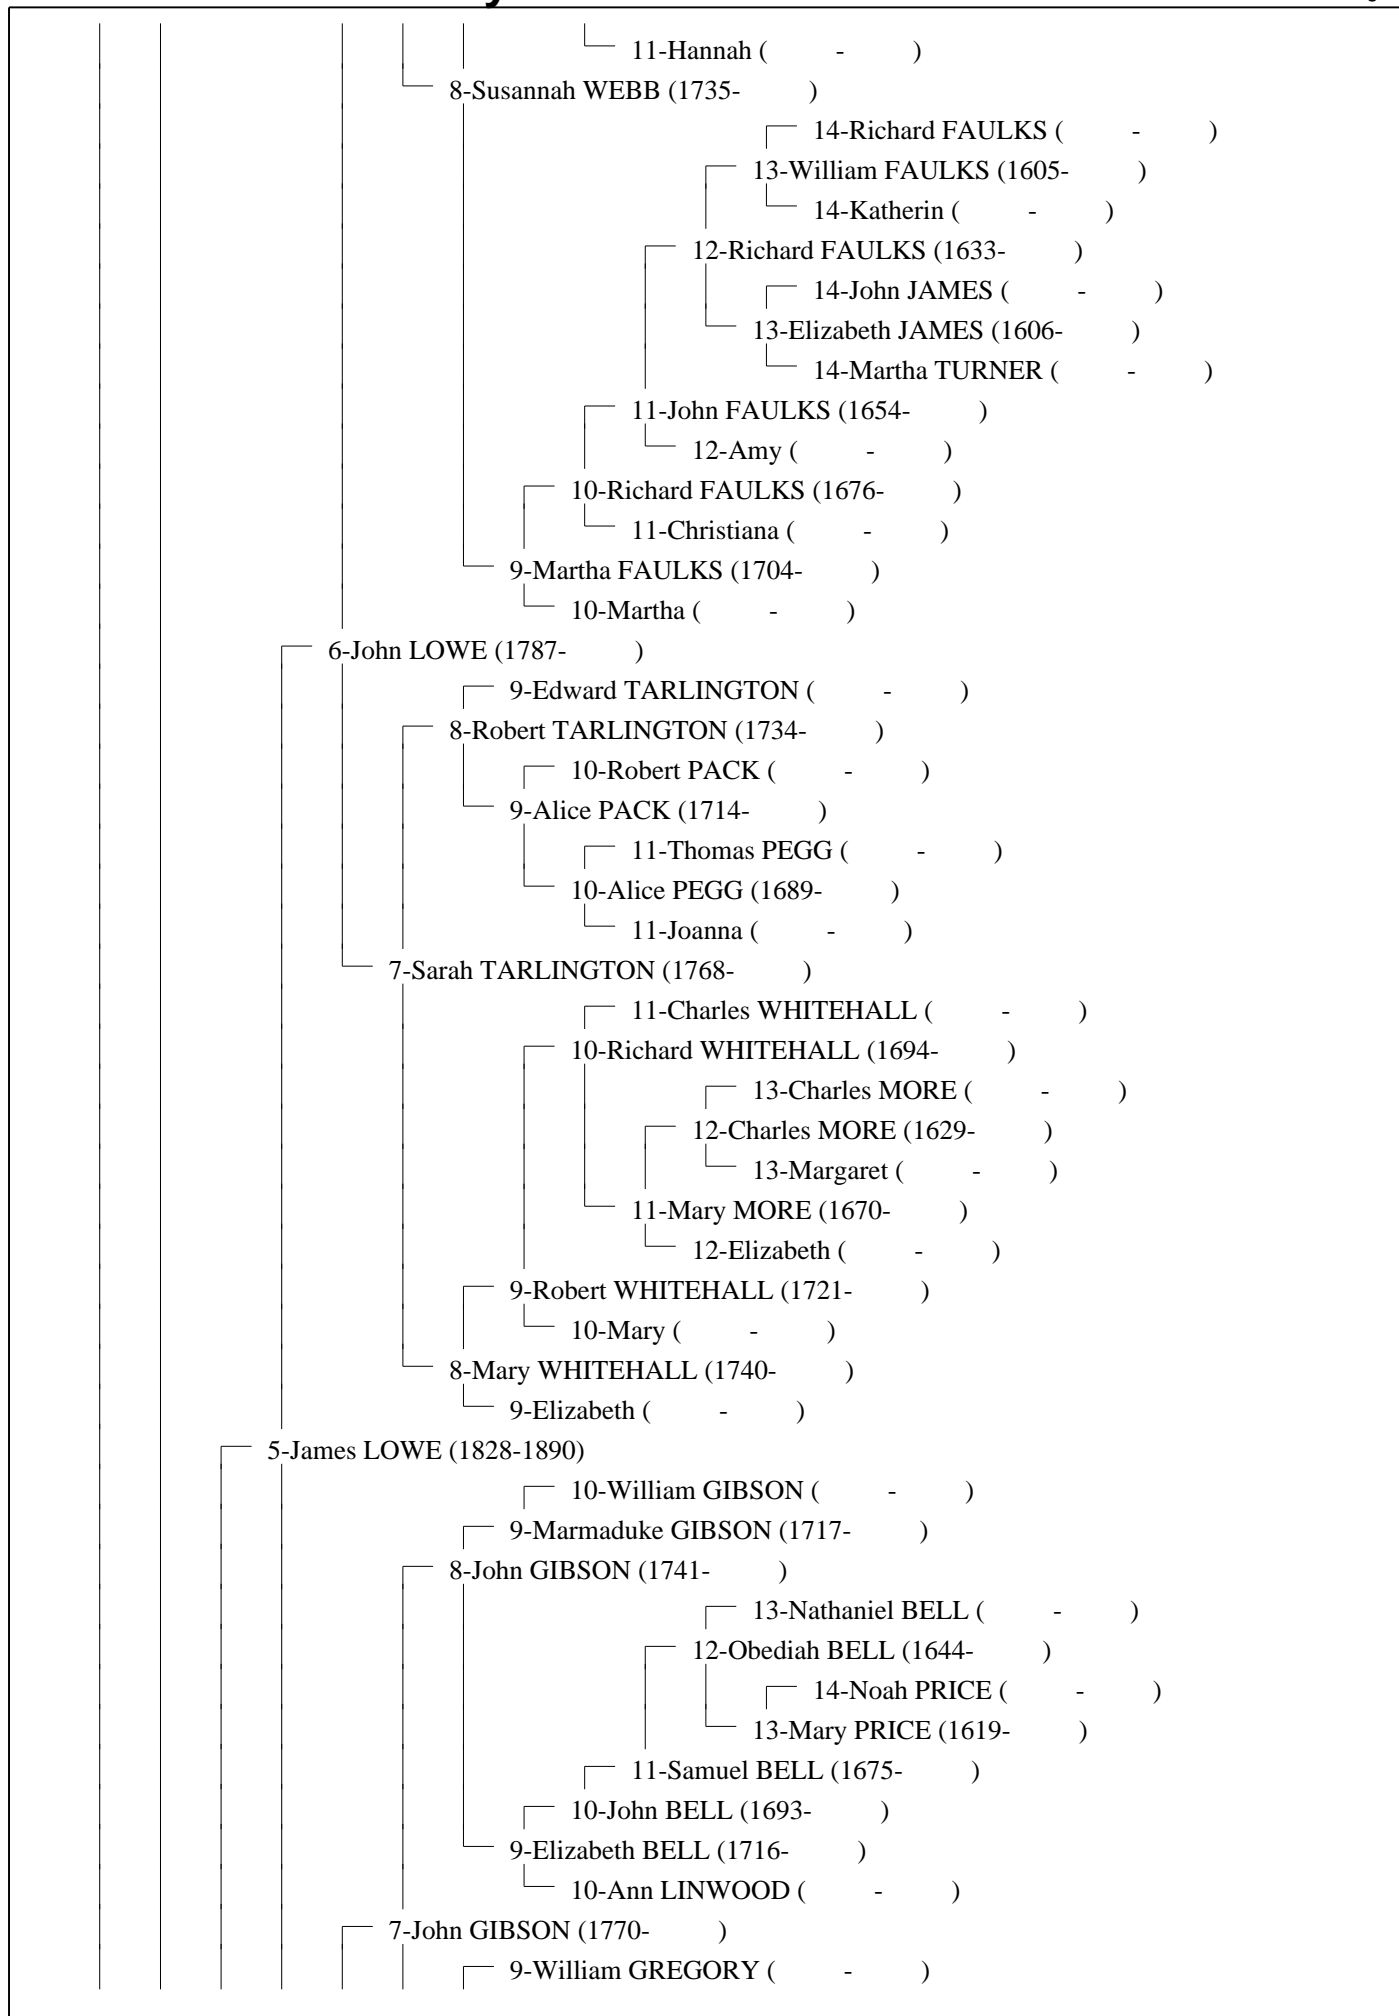 11-Hannah ( - )
8-Susannah WEBB (1735- )
14-Richard FAULKS ( - )
13-William FAULKS (1605- )
14-Katherin ( - )
12-Richard FAULKS (1633- )
14-John JAMES ( - )
13-Elizabeth JAMES (1606- )
14-Martha TURNER ( - )
11-John FAULKS (1654- )
12-Amy ( - )
10-Richard FAULKS (1676- )
11-Christiana ( - )
9-Martha FAULKS (1704- )
10-Martha ( - )
6-John LOWE (1787- )
9-Edward TARLINGTON ( - )
8-Robert TARLINGTON (1734- )
10-Robert PACK ( - )
9-Alice PACK (1714- )
11-Thomas PEGG ( - )
10-Alice PEGG (1689- )
11-Joanna ( - )
7-Sarah TARLINGTON (1768- )
11-Charles WHITEHALL ( - )
10-Richard WHITEHALL (1694- )
13-Charles MORE ( - )
12-Charles MORE (1629- )
13-Margaret ( - )
11-Mary MORE (1670- )
12-Elizabeth ( - )
9-Robert WHITEHALL (1721- )
10-Mary ( - )
8-Mary WHITEHALL (1740- )
9-Elizabeth ( - )
5-James LOWE (1828-1890)
10-William GIBSON ( - )
9-Marmaduke GIBSON (1717- )
8-John GIBSON (1741- )
13-Nathaniel BELL ( - )
12-Obediah BELL (1644- )
14-Noah PRICE ( - )
13-Mary PRICE (1619- )
11-Samuel BELL (1675- )
10-John BELL (1693- )
9-Elizabeth BELL (1716- )
10-Ann LINWOOD ( - )
7-John GIBSON (1770- )
9-William GREGORY ( - )